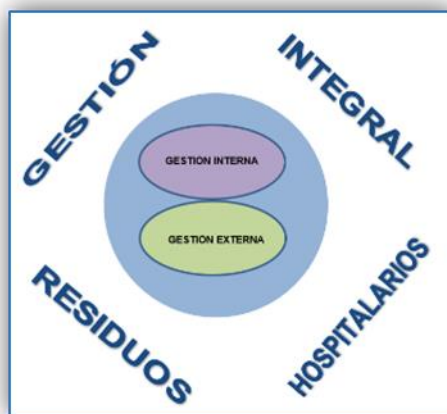 GESTIÓN
INTEGRAL
GESTION INTERNA
GESTION EXTERNA
RESIDUOS
HOSPITALARIOS